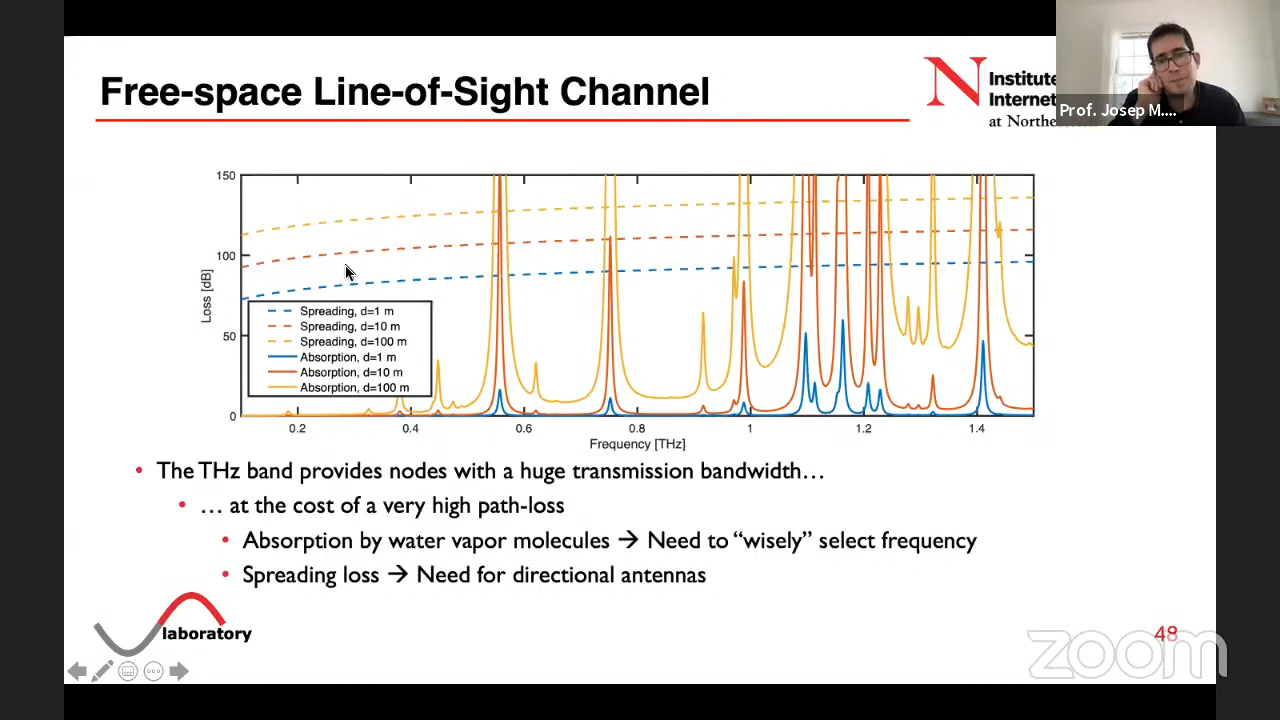 Free-space Line-of-Sight Channel
Institute
Internet
at Northe
Prof. Josep M....
150
100
50
0
Loss [dB]
Spreading, d=1 m
Spreading, d=10 m
Spreading, d=100 m
Absorption, d=1 m
Absorption, d=10 m
Absorption, d=100 m
0.2 0.4 0.6 0.8 1 1.2 1.4
Frequency [THz]
• The THz band provides nodes with a huge transmission bandwidth…
• … at the cost of a very high path-loss
• Absorption by water vapor molecules → Need to “wisely” select frequency
• Spreading loss → Need for directional antennas
laboratory
48
zoom